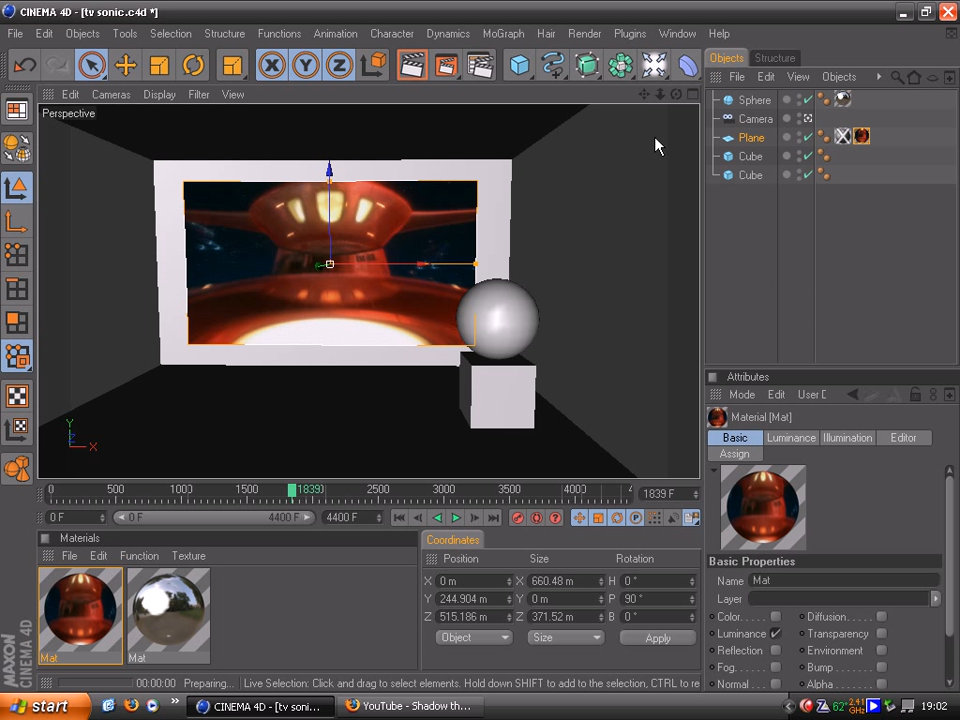 CINEMA 4D - [tv sonic.c4d *]
File Edit Objects Tools Selection Structure Functions Animation Character Dynamics MoGraph Hair Render Plugins Window Help
X Y Z
Objects Structure
File Edit View Objects
Edit Cameras Display Filter View
Perspective
Sphere
Camera
Plane
Cube
Cube
Y
Z
X
Attributes
Mode Edit User D
Material [Mat]
Basic Luminance Illumination Editor
Assign
0 500 1000 1500 1839 2500 3000 3500 4000 4 1839 F
0 F 0 F 4400 F 4400 F
Materials
File Edit Function Texture
Mat
Mat
Coordinates
Position Size Rotation
X 0 m X 660.48 m H 0 °
Y 244.904 m Y 0 m P 90 °
Z 515.186 m Z 371.52 m B 0 °
Object Size Apply
Basic Properties
Name Mat
Layer
Color Diffusion
Luminance Transparency
Reflection Environment
Fog Bump
Normal Alpha
MAXON
CINEMA 4D
00:00:00 Preparing... Live Selection: Click and drag to select elements. Hold down SHIFT to add to the selection, CTRL to re
start CINEMA 4D - [tv soni... YouTube - Shadow th... 62° 2.41 GHz 19:02